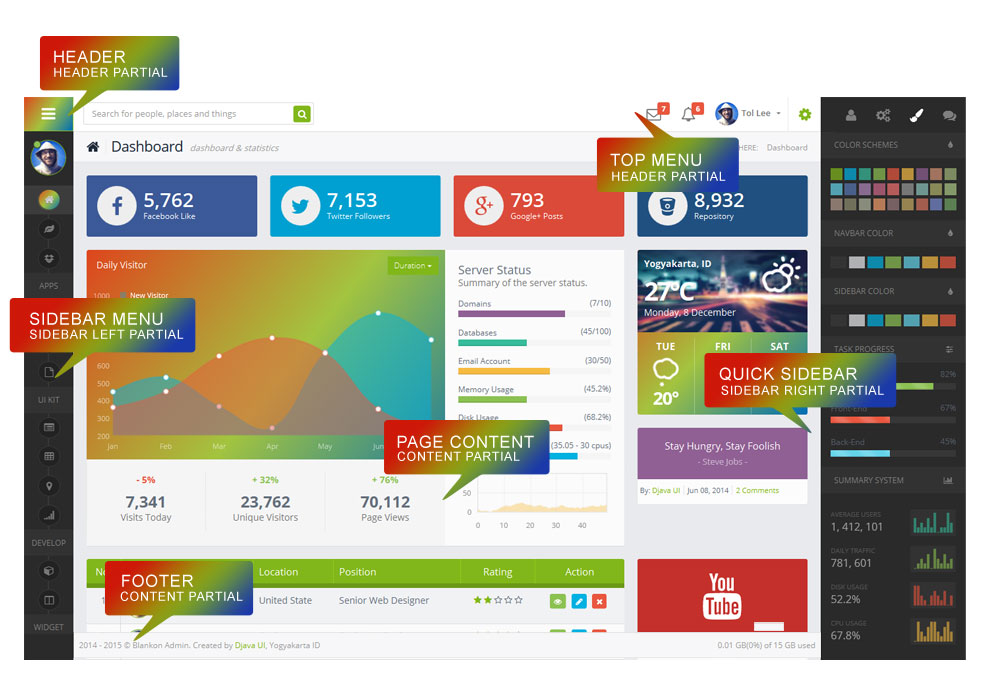 HEADER
HEADER PARTIAL
Search for people, places and things
7
6
Tol Lee
Dashboard dashboard & statistics
HERE: Dashboard
TOP MENU
HEADER PARTIAL
COLOR SCHEMES
5,762
Facebook Like
7,153
Twitter Followers
793
Google+ Posts
8,932
Repository
NAVBAR COLOR
SIDEBAR COLOR
APPS
SIDEBAR MENU
SIDEBAR LEFT PARTIAL
UI KIT
DEVELOP
WIDGET
Daily Visitor
Duration
1000 New Visitor
600
500
400
300
200
Jan Feb Mar Apr May
Server Status
Summary of the server status.
Domains (7/10)
Databases (45/100)
Email Account (30/50)
Memory Usage (45.2%)
Disk Usage (68.2%)
(35.05 - 30 cpus)
Yogyakarta, ID
27°C
Monday, 8 December
TUE FRI SAT
20°
TASK PROGRESS
82%
QUICK SIDEBAR
SIDEBAR RIGHT PARTIAL
Front-End 67%
Back-End 45%
PAGE CONTENT
CONTENT PARTIAL
Stay Hungry, Stay Foolish
- Steve Jobs -
By: Djava UI Jun 08, 2014 2 Comments
SUMMARY SYSTEM
AVERAGE USERS
1, 412, 101
DAILY TRAFFIC
781, 601
DISK USAGE
52.2%
CPU USAGE
67.8%
- 5%
7,341
Visits Today
+ 32%
23,762
Unique Visitors
+ 76%
70,112
Page Views
50
0
0 10 20 30 40
Location Position Rating Action
United State Senior Web Designer
FOOTER
CONTENT PARTIAL
You
Tube
2014 - 2015 © Blankon Admin. Created by Djava UI, Yogyakarta ID
0.01 GB(0%) of 15 GB used